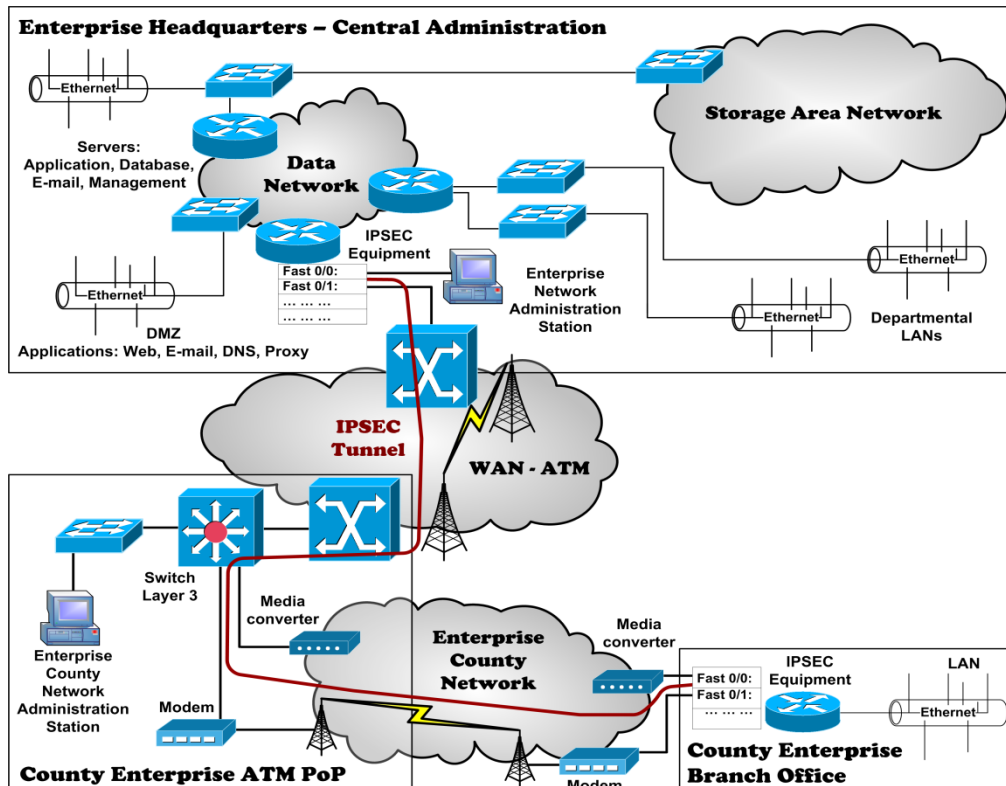 Enterprise Headquarters – Central Administration
Ethernet
Storage Area Network
Servers:
Application, Database,
E-mail, Management
Data
Network
IPSEC
Equipment
Fast 0/0:
Fast 0/1:
... ... ...
... ... ...
Enterprise
Network
Administration
Station
Ethernet
DMZ
Applications: Web, E-mail, DNS, Proxy
Ethernet
Ethernet
Departmental
LANs
IPSEC
Tunnel
WAN - ATM
Switch
Layer 3
Media
converter
Enterprise
County
Network
Administration
Station
Modem
County Enterprise ATM PoP
Enterprise
County
Network
Media
converter
Modem
Fast 0/0:
Fast 0/1:
... ... ...
IPSEC
Equipment
LAN
Ethernet
County Enterprise
Branch Office